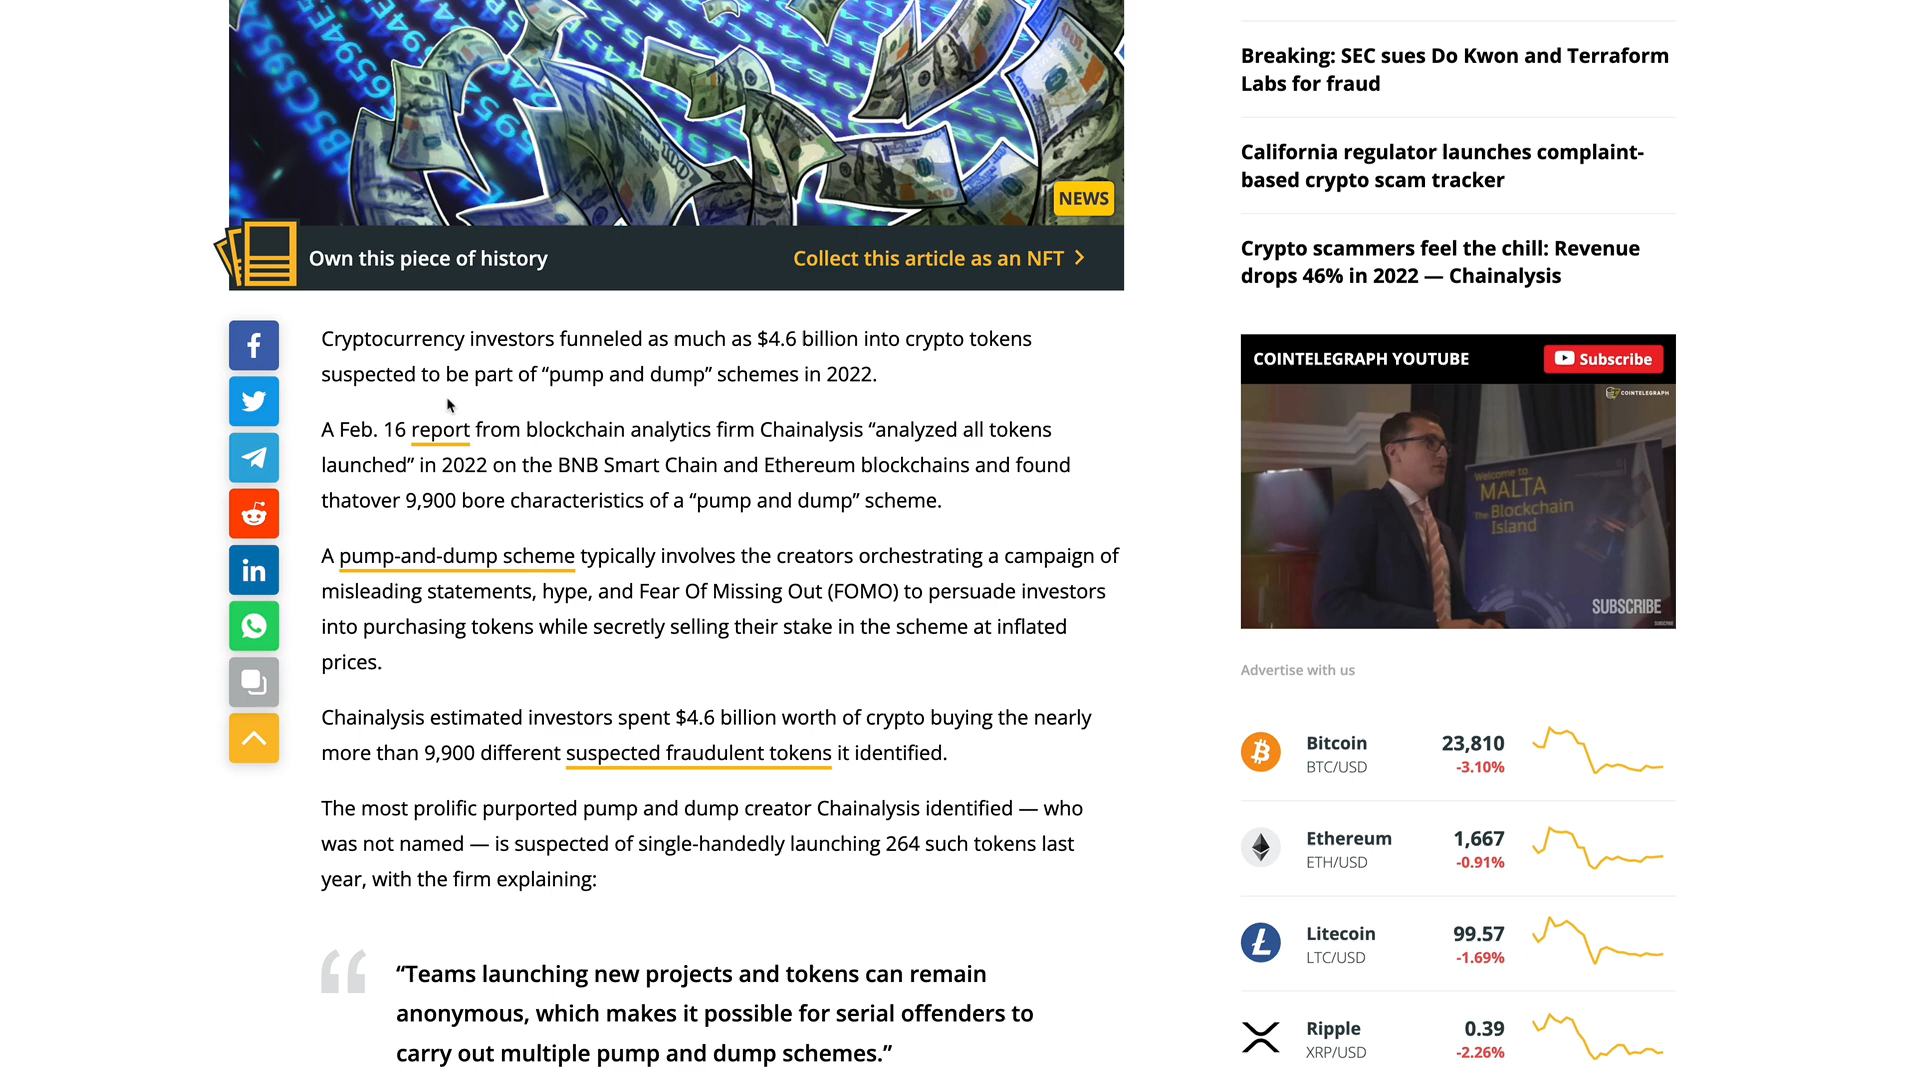 NEWS
Own this piece of history
Collect this article as an NFT
Cryptocurrency investors funneled as much as $4.6 billion into crypto tokens
suspected to be part of “pump and dump” schemes in 2022.
A Feb. 16 report from blockchain analytics firm Chainalysis “analyzed all tokens
launched” in 2022 on the BNB Smart Chain and Ethereum blockchains and found
thatover 9,900 bore characteristics of a “pump and dump” scheme.
A pump-and-dump scheme typically involves the creators orchestrating a campaign of
misleading statements, hype, and Fear Of Missing Out (FOMO) to persuade investors
into purchasing tokens while secretly selling their stake in the scheme at inflated
prices.
Chainalysis estimated investors spent $4.6 billion worth of crypto buying the nearly
more than 9,900 different suspected fraudulent tokens it identified.
The most prolific purported pump and dump creator Chainalysis identified — who
was not named — is suspected of single-handedly launching 264 such tokens last
year, with the firm explaining:
“Teams launching new projects and tokens can remain
anonymous, which makes it possible for serial offenders to
carry out multiple pump and dump schemes.”
Breaking: SEC sues Do Kwon and Terraform
Labs for fraud
California regulator launches complaint-
based crypto scam tracker
Crypto scammers feel the chill: Revenue
drops 46% in 2022 — Chainalysis
COINTELEGRAPH YOUTUBE
Subscribe
COINTELEGRAPH
Welcome to
MALTA
The Blockchain
Island
SUBSCRIBE
Advertise with us
Bitcoin 23,810
BTC/USD -3.10%
Ethereum 1,667
ETH/USD -0.91%
Litecoin 99.57
LTC/USD -1.69%
Ripple 0.39
XRP/USD -2.26%